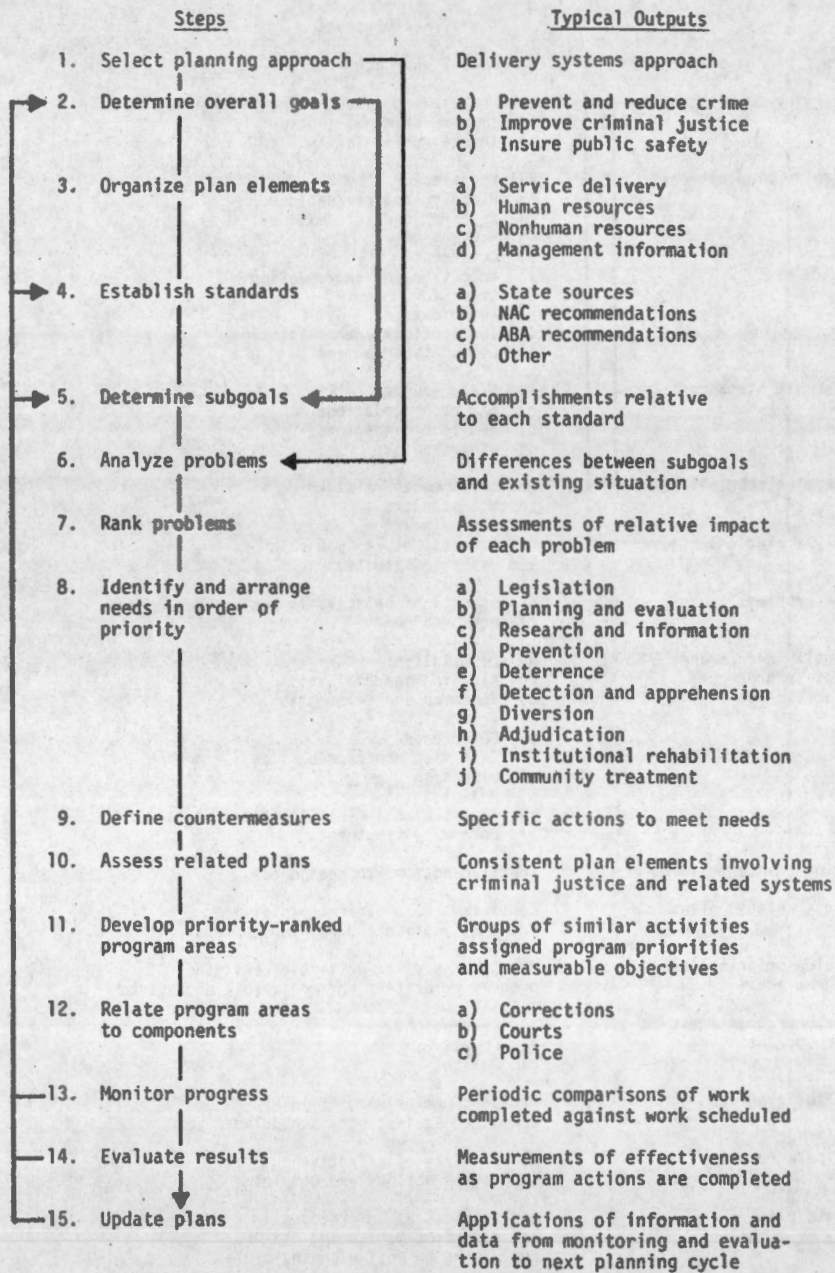 Steps Typical Outputs
1. Select planning approach Delivery systems approach
2. Determine overall goals a) Prevent and reduce crime
b) Improve criminal justice
c) Insure public safety
3. Organize plan elements a) Service delivery
b) Human resources
c) Nonhuman resources
d) Management information
4. Establish standards a) State sources
b) NAC recommendations
c) ABA recommendations
d) Other
5. Determine subgoals Accomplishments relative
to each standard
6. Analyze problems Differences between subgoals
and existing situation
7. Rank problems Assessments of relative impact
of each problem
8. Identify and arrange a) Legislation
needs in order of b) Planning and evaluation
priority c) Research and information
d) Prevention
e) Deterrence
f) Detection and apprehension
g) Diversion
h) Adjudication
i) Institutional rehabilitation
j) Community treatment
9. Define countermeasures Specific actions to meet needs
10. Assess related plans Consistent plan elements involving
criminal justice and related systems
11. Develop priority-ranked Groups of similar activities
program areas assigned program priorities
and measurable objectives
12. Relate program areas a) Corrections
to components b) Courts
c) Police
13. Monitor progress Periodic comparisons of work
completed against work scheduled
14. Evaluate results Measurements of effectiveness
as program actions are completed
15. Update plans Applications of information and
data from monitoring and evalua-
tion to next planning cycle